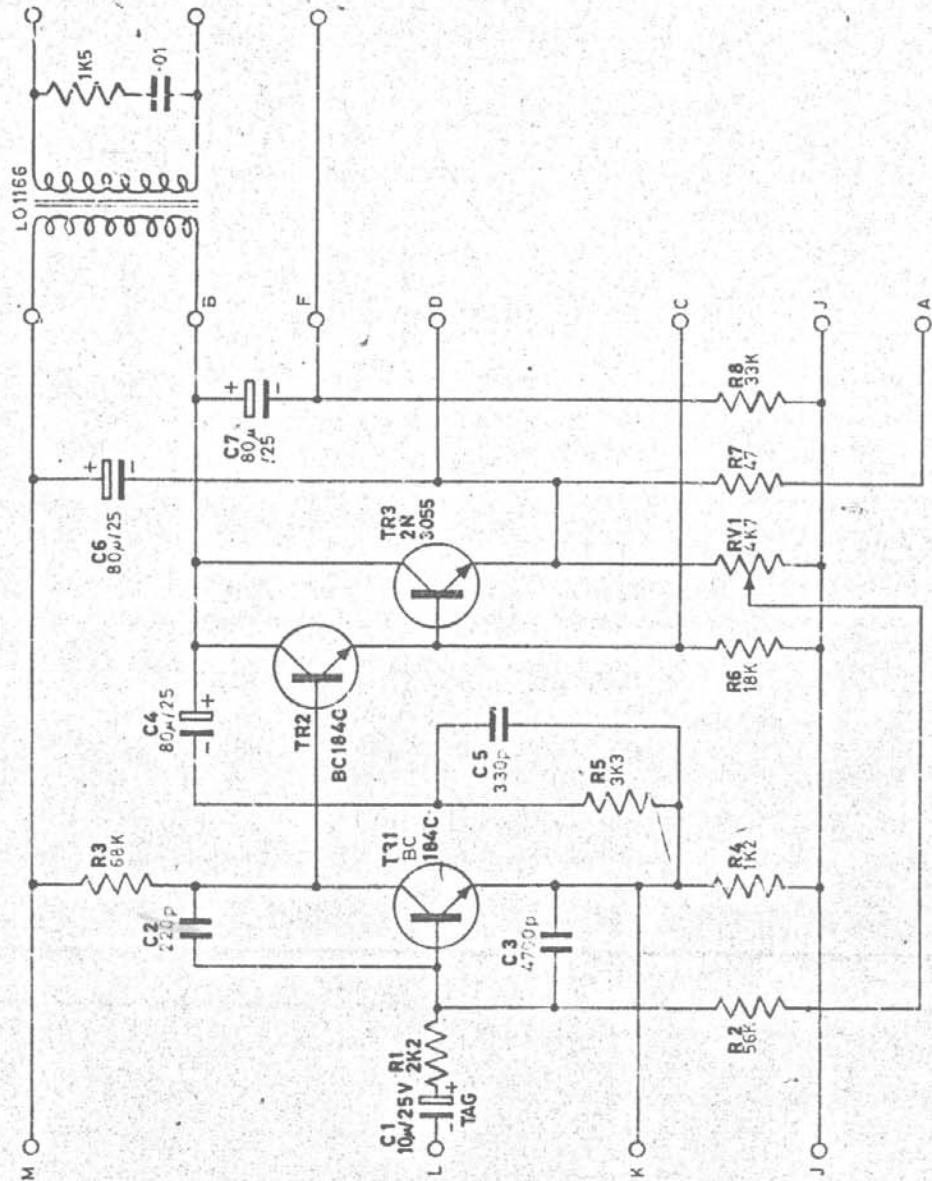 LO1166
1K5
·01
M
C6
80μ/25
R3
68K
C4
80μ/25
C2
220p
B
C7
80μ
/25
F
TR2
BC184C
TR3
2N
3055
D
C1
10μ/25V
TAG
R1
2K2
L
TR1
BC
184C
C5
330p
R5
3K3
C3
4700p
K
C
R2
56K
R4
1K2
R6
18K
RV1
4K7
R7
47
R8
33K
J
J
A